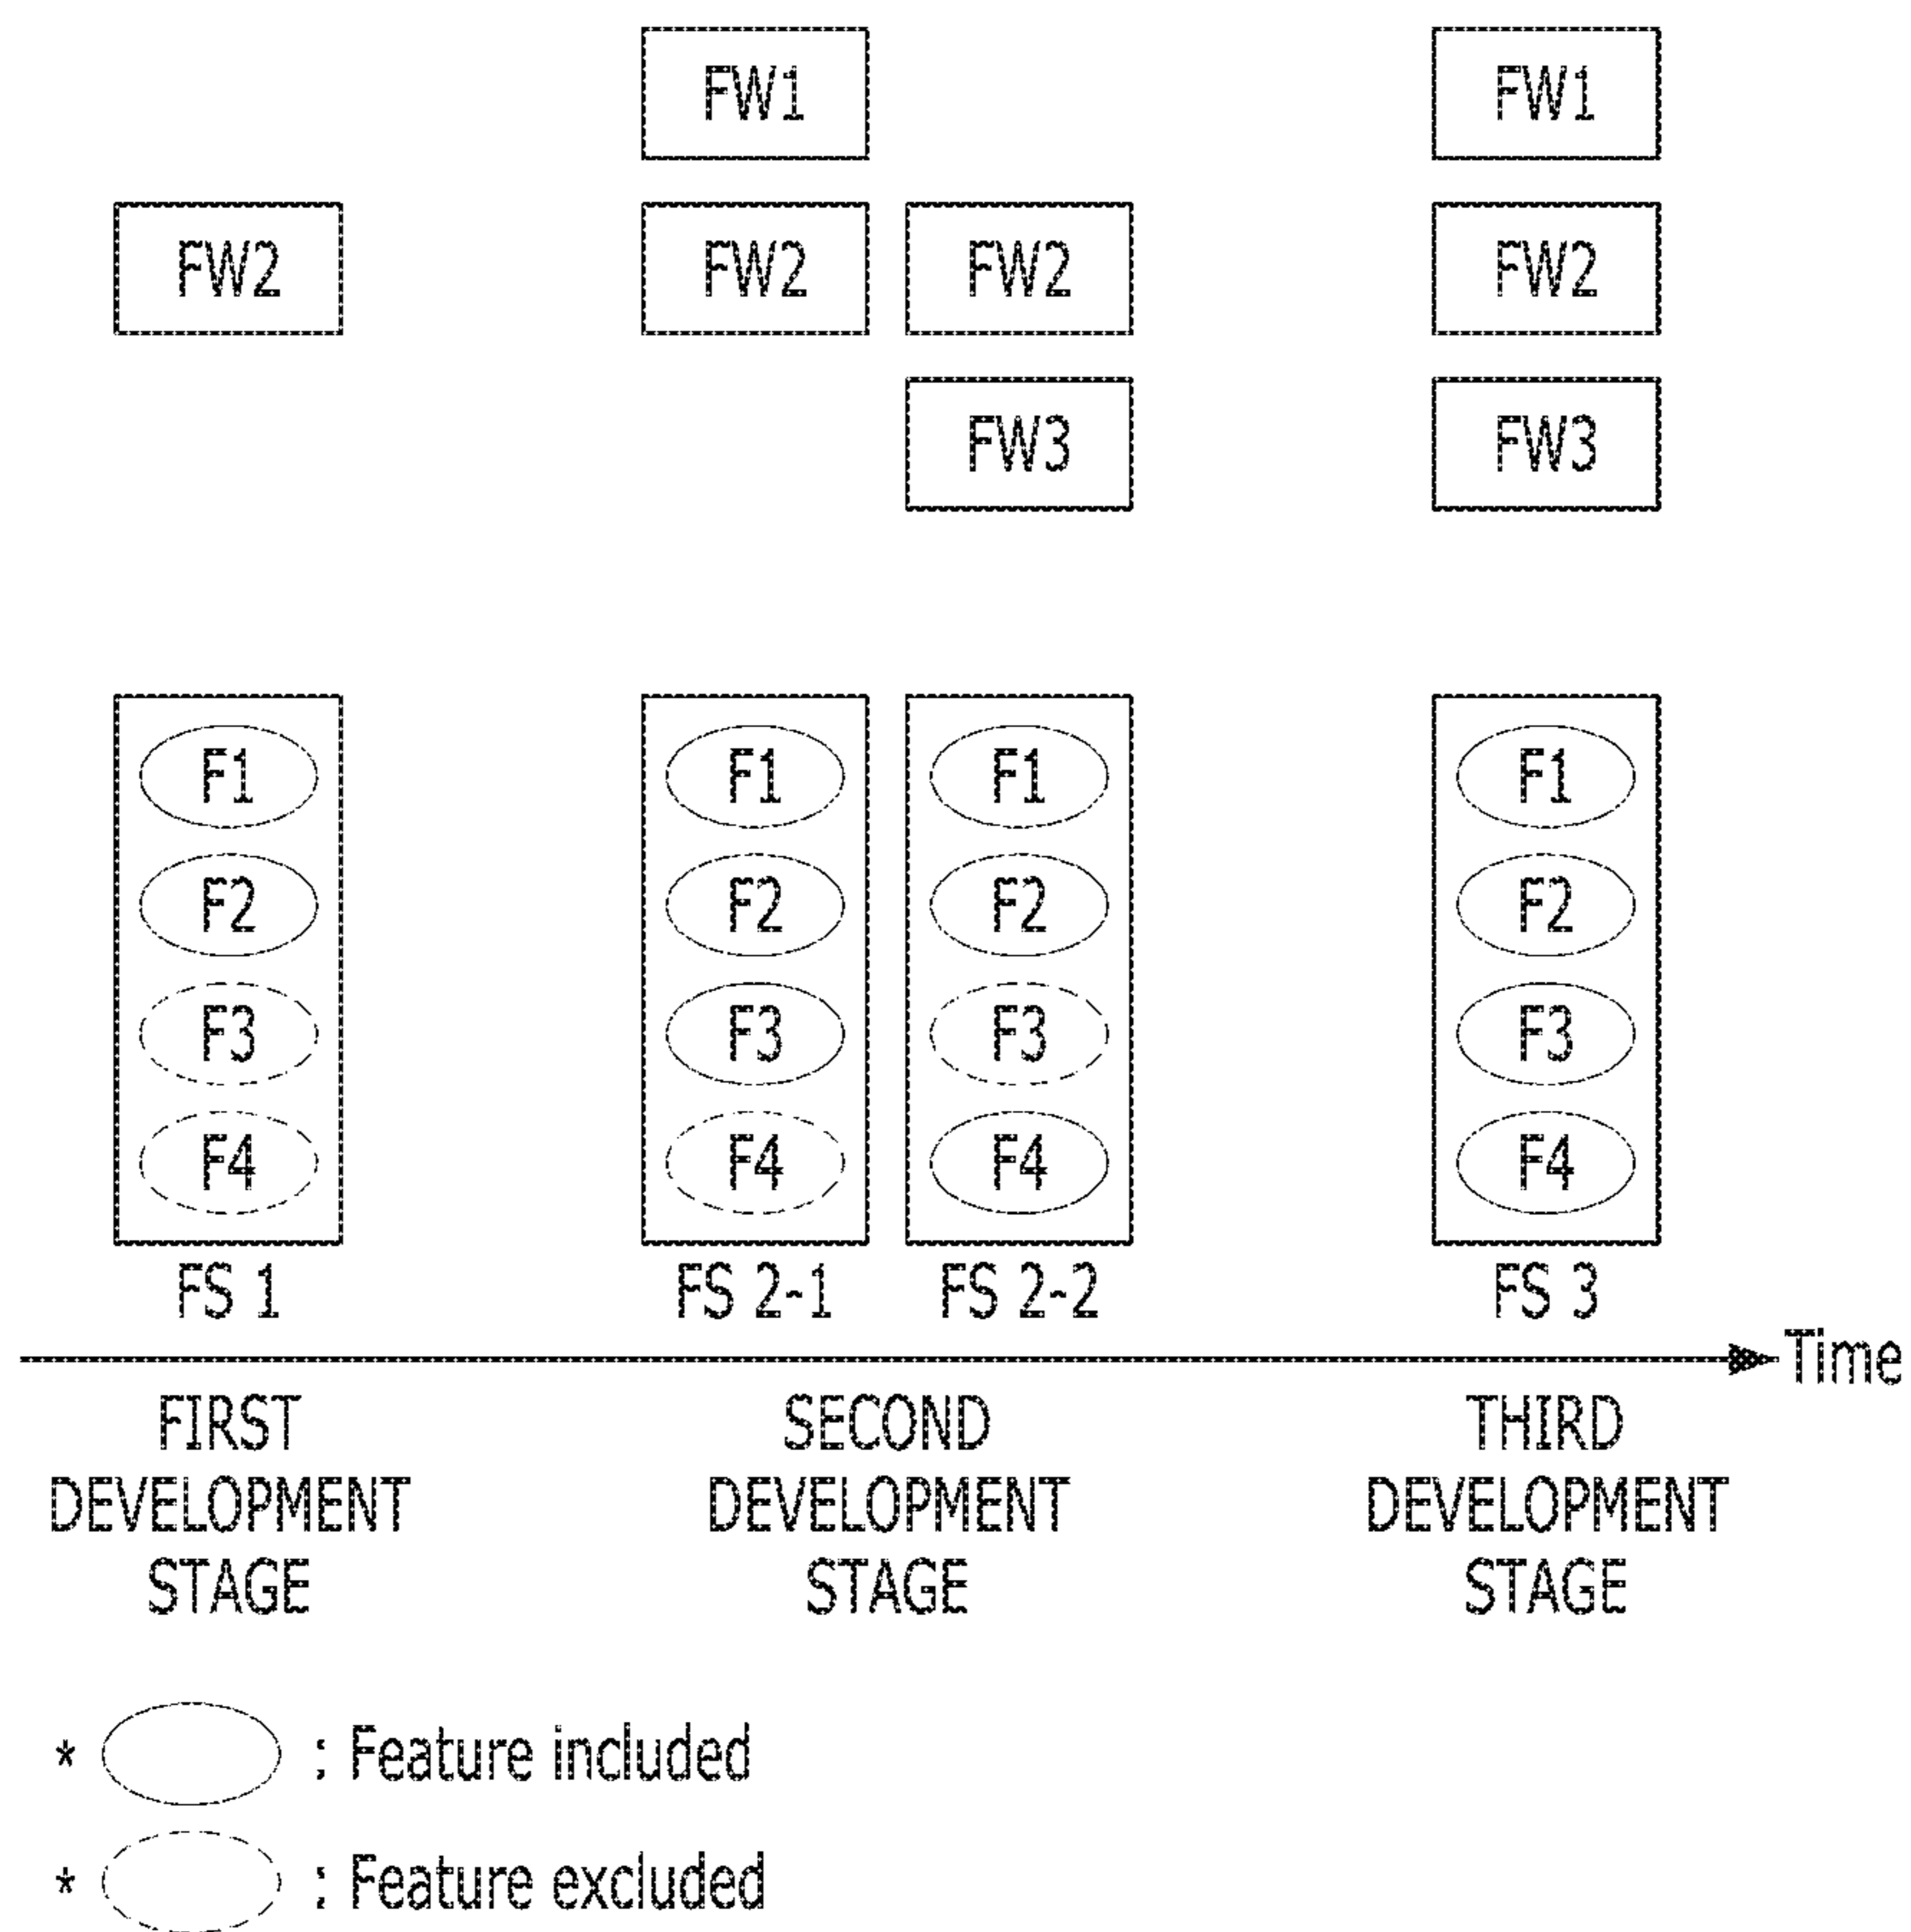 FW1 FW1
FW2 FW2 FW2 FW2
FW3 FW3
F1 F1 F1 F1
F2 F2 F2 F2
F3 F3 F3 F3
F4 F4 F4 F4
FS 1 FS 2-1 FS 2-2 FS 3
Time
FIRST SECOND THIRD
DEVELOPMENT DEVELOPMENT DEVELOPMENT
STAGE STAGE STAGE
* : Feature included
* : Feature excluded